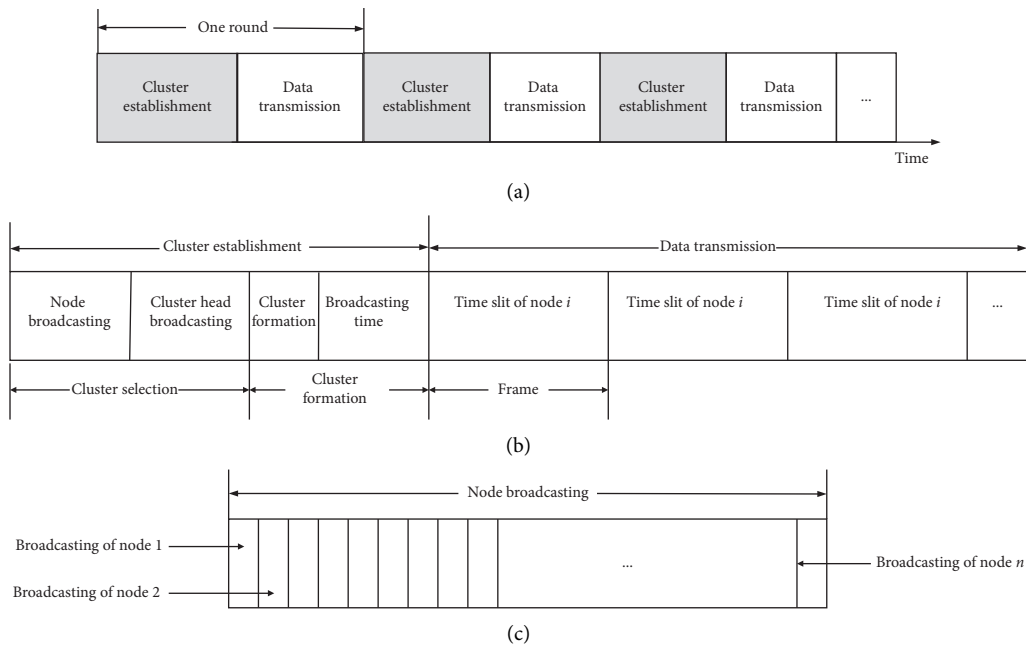 One round
Cluster
establishment
Data
transmission
Cluster
establishment
Data
transmission
Cluster
establishment
Data
transmission
...
Time
(a)
Cluster establishment
Data transmission
Node
broadcasting
Cluster head
broadcasting
Cluster
formation
Broadcasting
time
Time slit of node i
Time slit of node i
Time slit of node i
...
Cluster selection
Cluster
formation
Frame
(b)
Node broadcasting
Broadcasting of node 1
Broadcasting of node 2
...
Broadcasting of node n
(c)